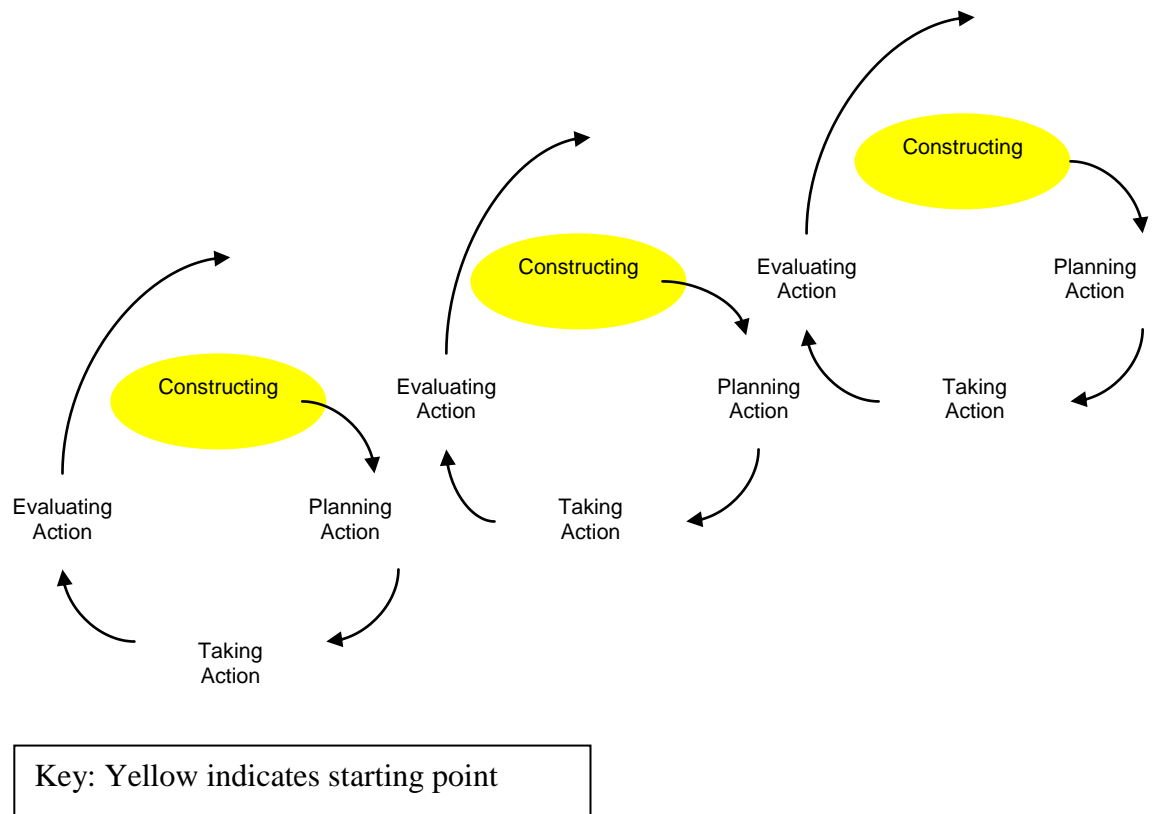 Constructing
Evaluating
Action
Planning
Action
Taking
Action
Constructing
Evaluating
Action
Planning
Action
Taking
Action
Constructing
Evaluating
Action
Planning
Action
Taking
Action
Key: Yellow indicates starting point